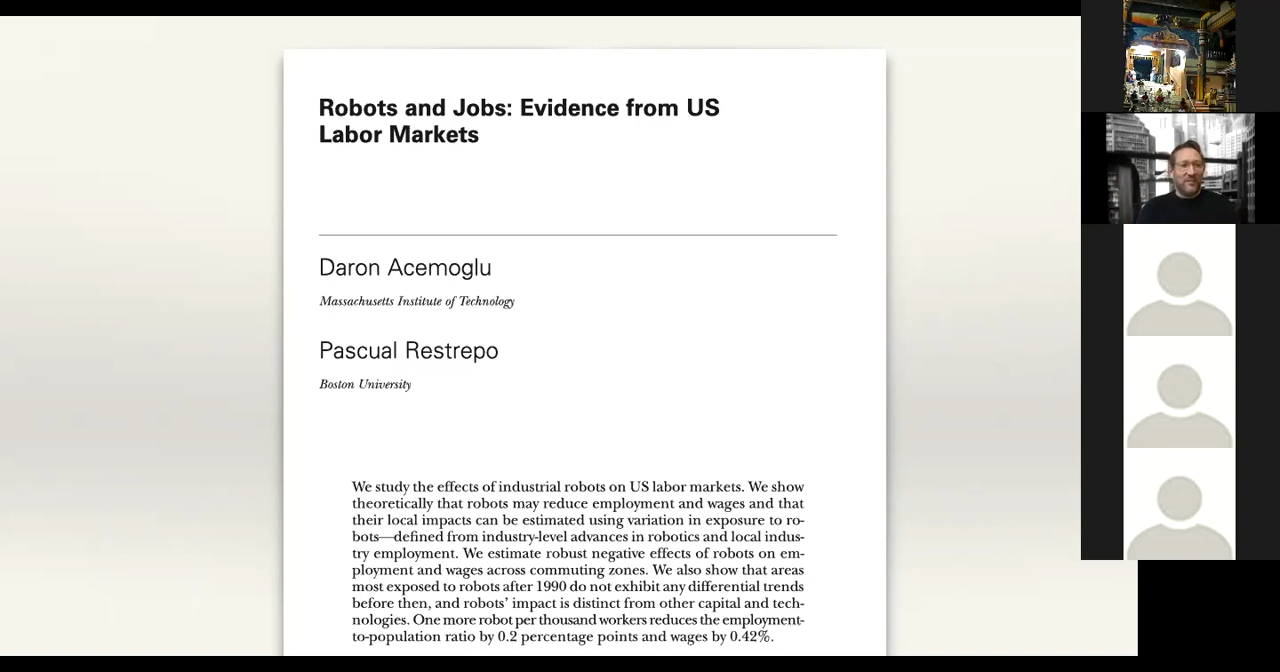 Robots and Jobs: Evidence from US
Labor Markets
Daron Acemoglu
Massachusetts Institute of Technology
Pascual Restrepo
Boston University
We study the effects of industrial robots on US labor markets. We show
theoretically that robots may reduce employment and wages and that
their local impacts can be estimated using variation in exposure to ro-
bots—defined from industry-level advances in robotics and local indus-
try employment. We estimate robust negative effects of robots on em-
ployment and wages across commuting zones. We also show that areas
most exposed to robots after 1990 do not exhibit any differential trends
before then, and robots’ impact is distinct from other capital and tech-
nologies. One more robot per thousand workers reduces the employment-
to-population ratio by 0.2 percentage points and wages by 0.42%.